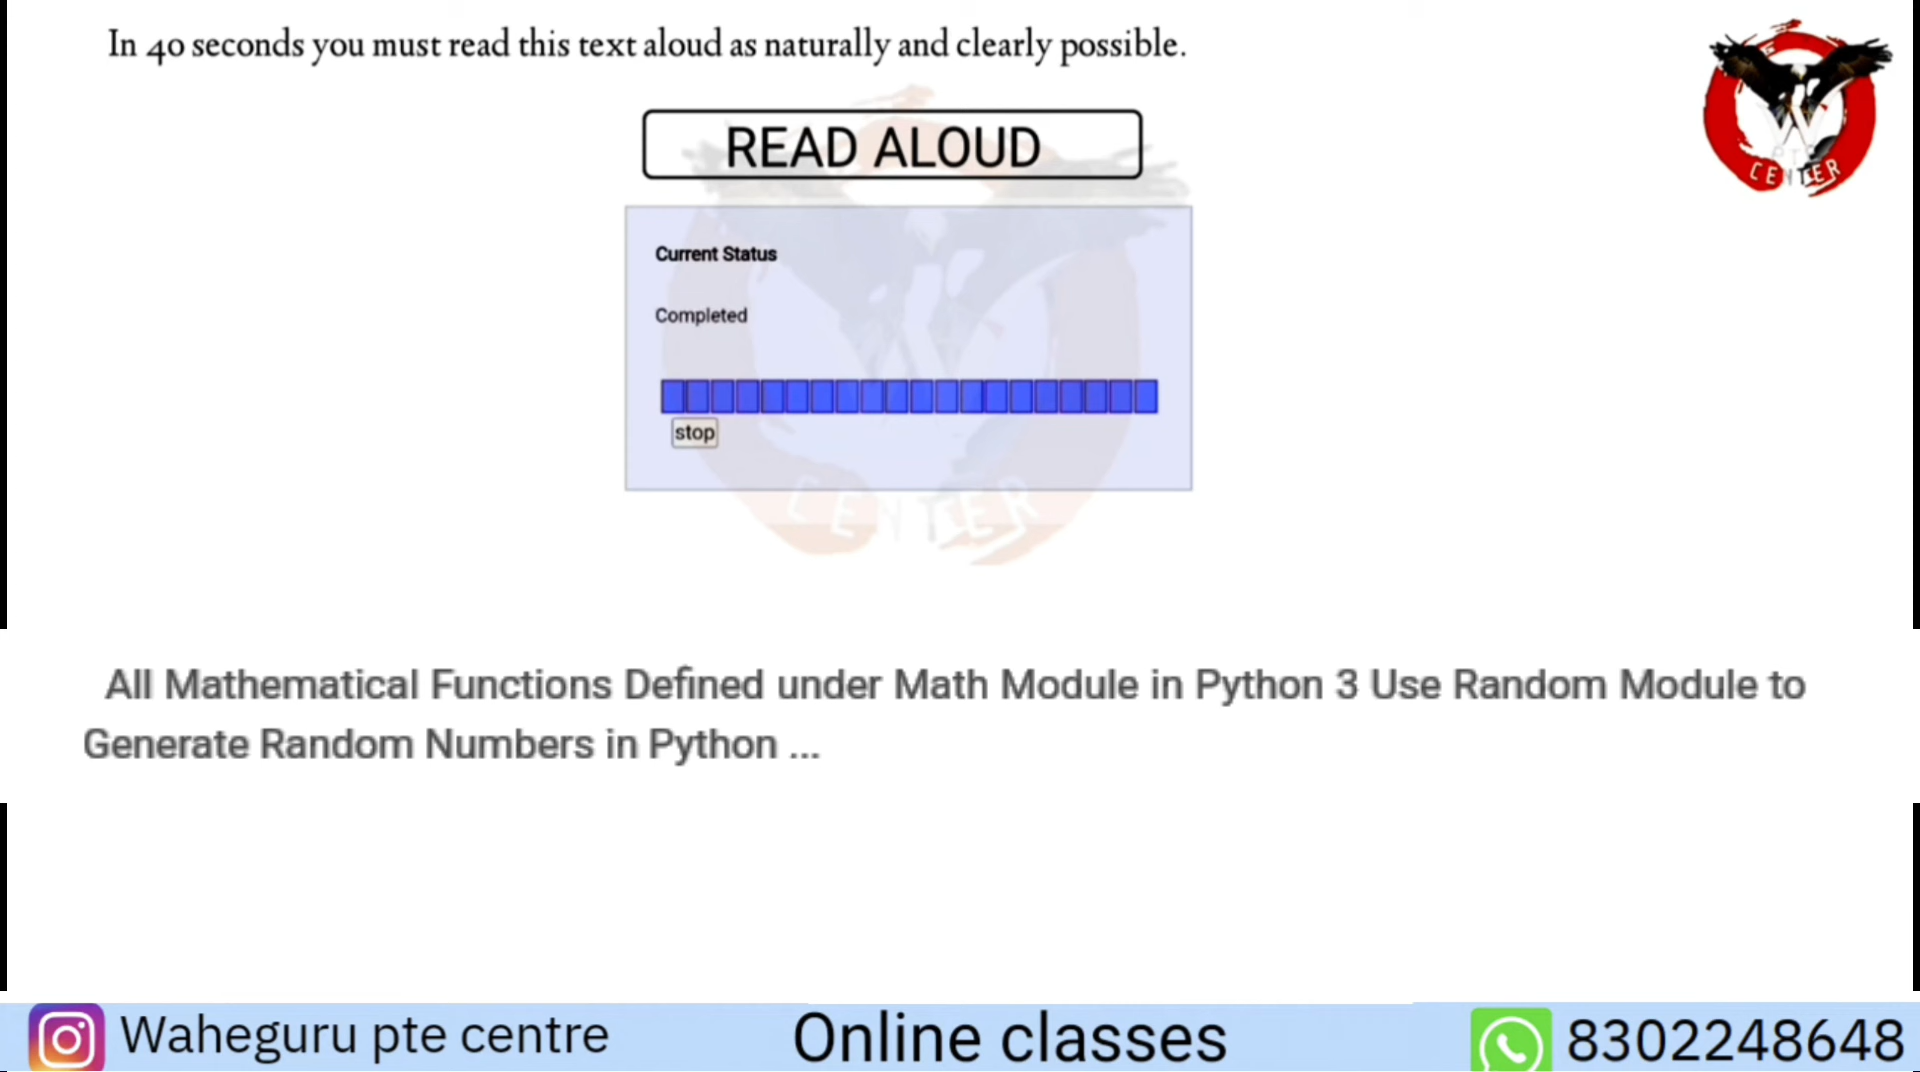 In 40 seconds you must read this text aloud as naturally and clearly possible.
READ ALOUD
Current Status
Completed
stop
CENTER
All Mathematical Functions Defined under Math Module in Python 3 Use Random Module to
Generate Random Numbers in Python ...
Waheguru pte centre
Online classes
8302248648